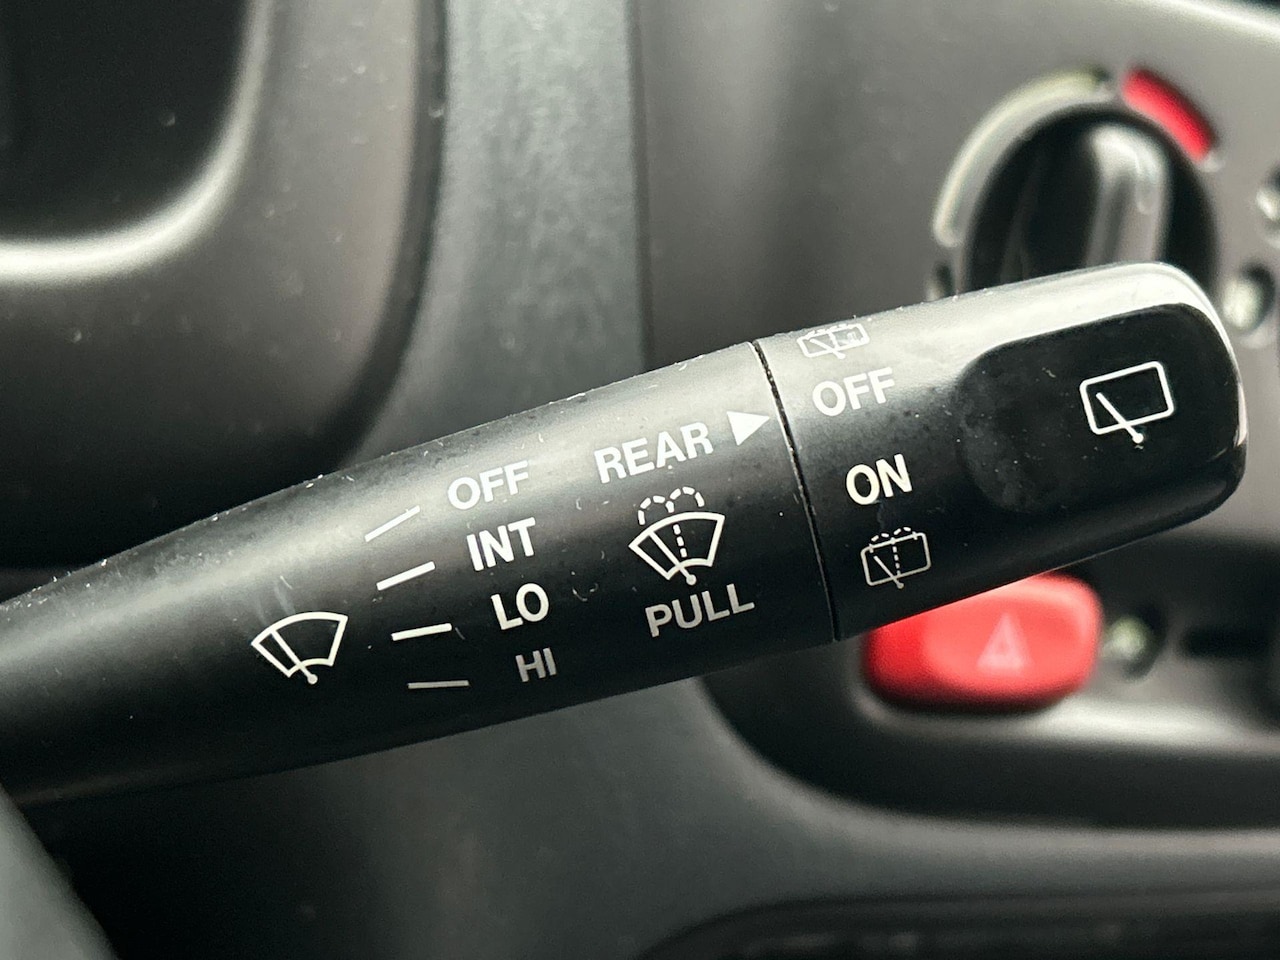 OFF
INT
LO
HI
REAR
PULL
OFF
ON